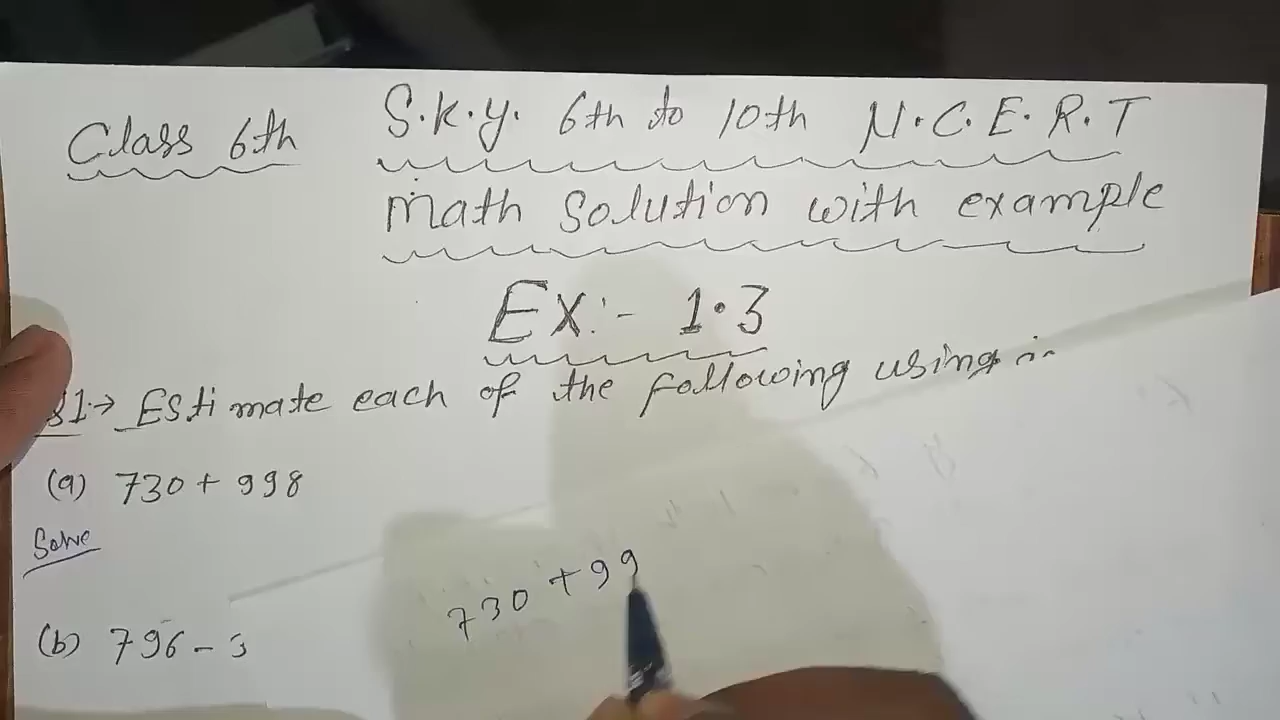 Class 6th
S.K.Y. 6th to 10th N.C.E.R.T
math Solution with example
Ex:- 1.3
Estimate each of the following using
(a) 730 + 998
Solve
730 + 99
(b) 796 - 3